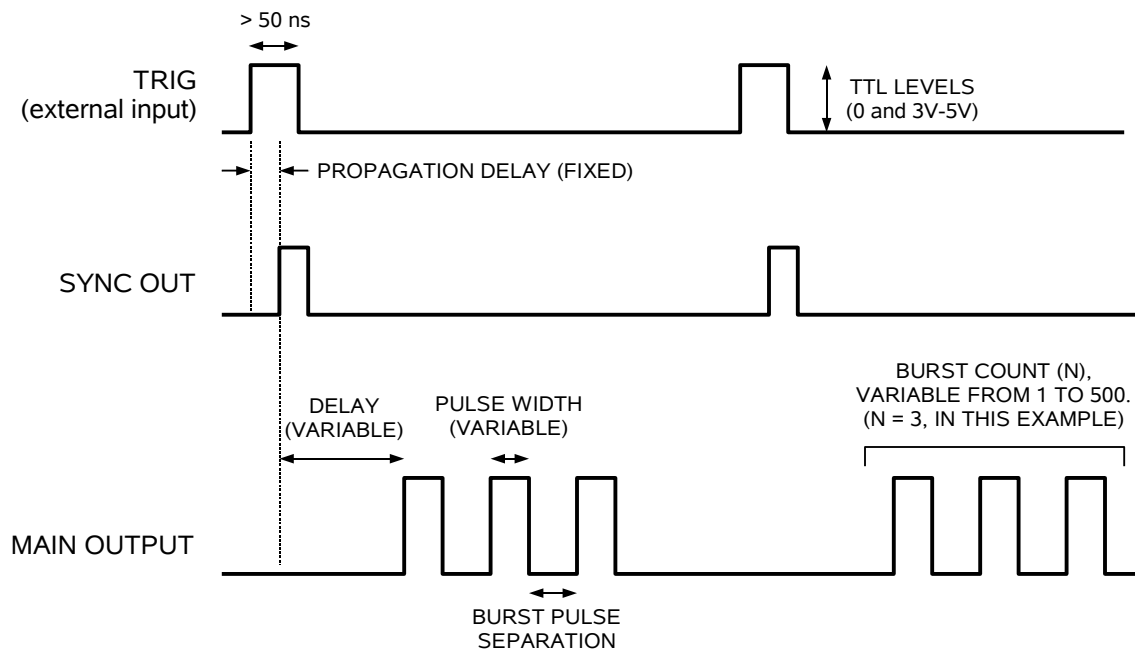 > 50 ns
TRIG
(external input)
TTL LEVELS
(0 and 3V-5V)
PROPAGATION DELAY (FIXED)
SYNC OUT
BURST COUNT (N),
VARIABLE FROM 1 TO 500.
(N = 3, IN THIS EXAMPLE)
DELAY
(VARIABLE)
PULSE WIDTH
(VARIABLE)
MAIN OUTPUT
BURST PULSE
SEPARATION